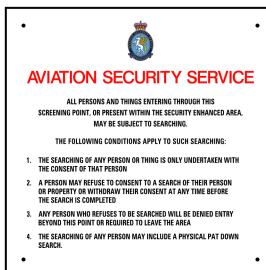 AVIATION SECURITY SERVICE
ALL PERSONS AND THINGS ENTERING THROUGH THIS
SCREENING POINT, OR PRESENT WITHIN THE SECURITY ENHANCED AREA,
MAY BE SUBJECT TO SEARCHING.
THE FOLLOWING CONDITIONS APPLY TO SUCH SEARCHING:
1. THE SEARCHING OF ANY PERSON OR THING IS ONLY UNDERTAKEN WITH
THE CONSENT OF THAT PERSON
2. A PERSON MAY REFUSE TO CONSENT TO A SEARCH OF THEIR PERSON
OR PROPERTY OR WITHDRAW THEIR CONSENT AT ANY TIME BEFORE
THE SEARCH IS COMPLETED
3. ANY PERSON WHO REFUSES TO BE SEARCHED WILL BE DENIED ENTRY
BEYOND THIS POINT OR REQUIRED TO LEAVE THE AREA
4. THE SEARCHING OF ANY PERSON MAY INCLUDE A PHYSICAL PAT DOWN
SEARCH.